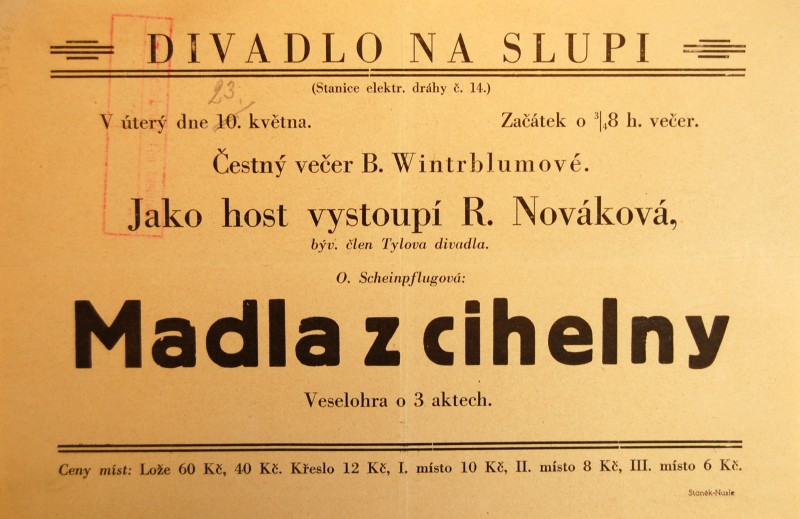 DIVADLO NA SLUPI
(Stanice elektr. dráhy č. 14.)
23.
V úterý dne 10. května. Začátek o ¾8 h. večer.
Čestný večer B. Wintrblumové.
Jako host vystoupí R. Nováková,
býv. člen Tylova divadla.
O. Scheinpflugová:
Madla z cihelny
Veselohra o 3 aktech.
Ceny míst: Lože 60 Kč, 40 Kč. Křeslo 12 Kč, I. místo 10 Kč, II. místo 8 Kč, III. místo 6 Kč.
Staněk-Nusle